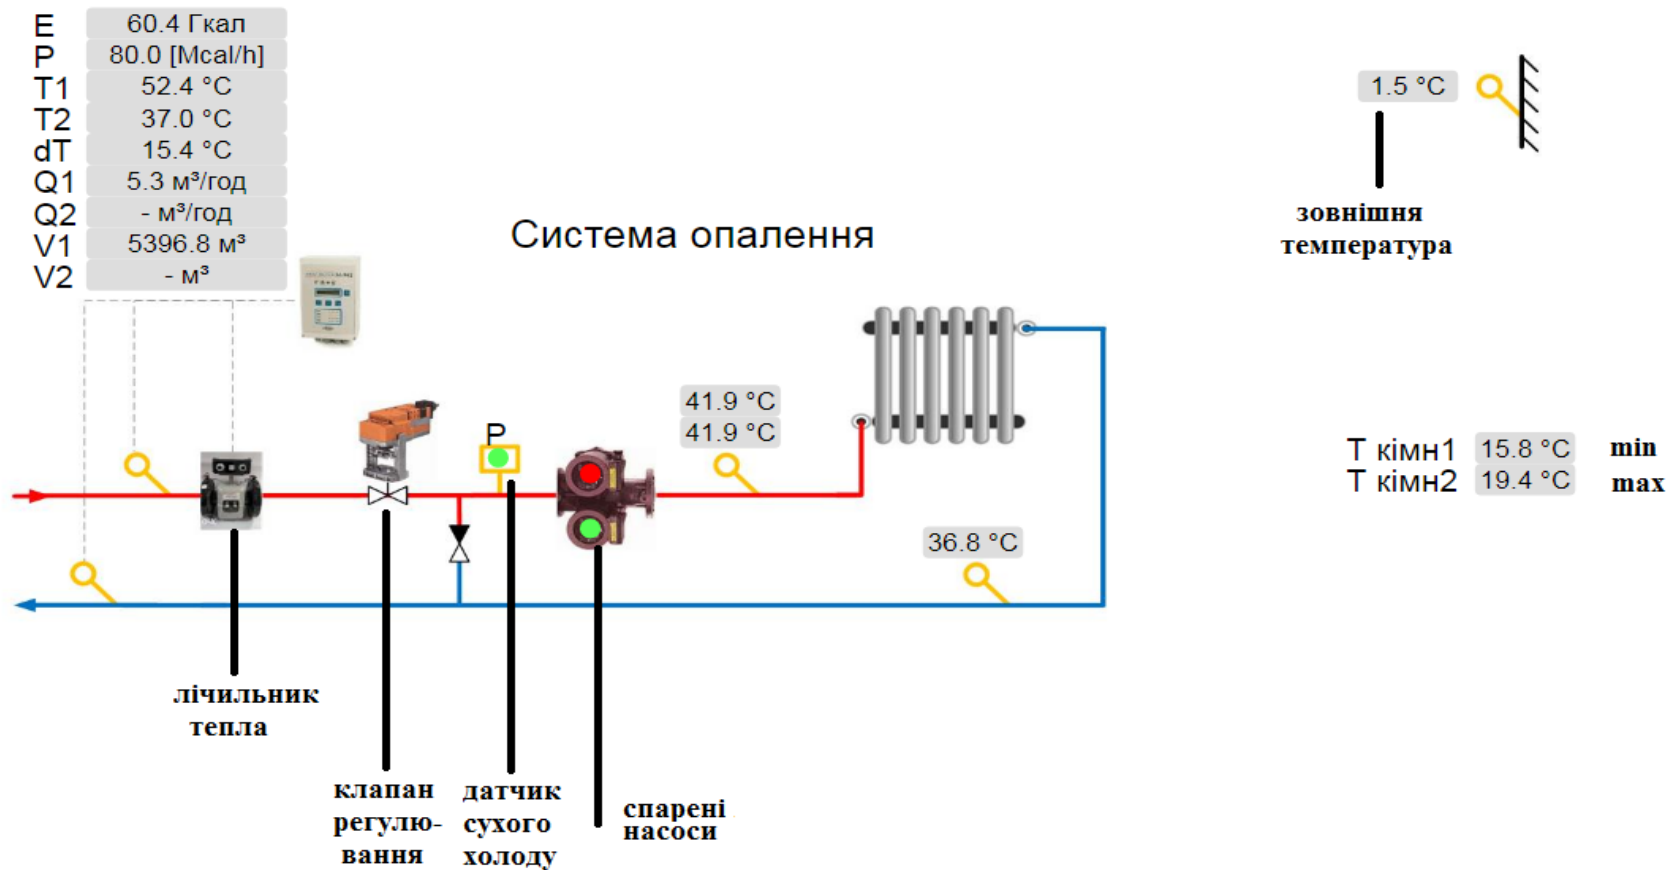 E 60.4 Гкал
P 80.0 [Mcal/h]
T1 52.4 °C
T2 37.0 °C
dT 15.4 °C
Q1 5.3 м³/год
Q2 - м³/год
V1 5396.8 м³
V2 - м³
1.5 °C
зовнішня
температура
Система опалення
41.9 °C
41.9 °C
P
Т кімн1 15.8 °C min
Т кімн2 19.4 °C max
36.8 °C
лічильник
тепла
клапан
регулю-
вання
датчик
сухого
холоду
спарені
насоси